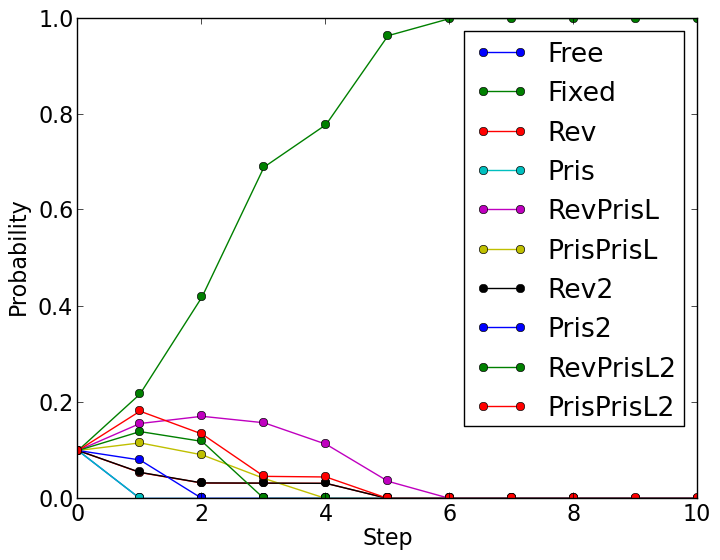 1.0
0.8
0.6
0.4
0.2
0.0
Probability
0 2 4 6 8 10
Step
Free
Fixed
Rev
Pris
RevPrisL
PrisPrisL
Rev2
Pris2
RevPrisL2
PrisPrisL2